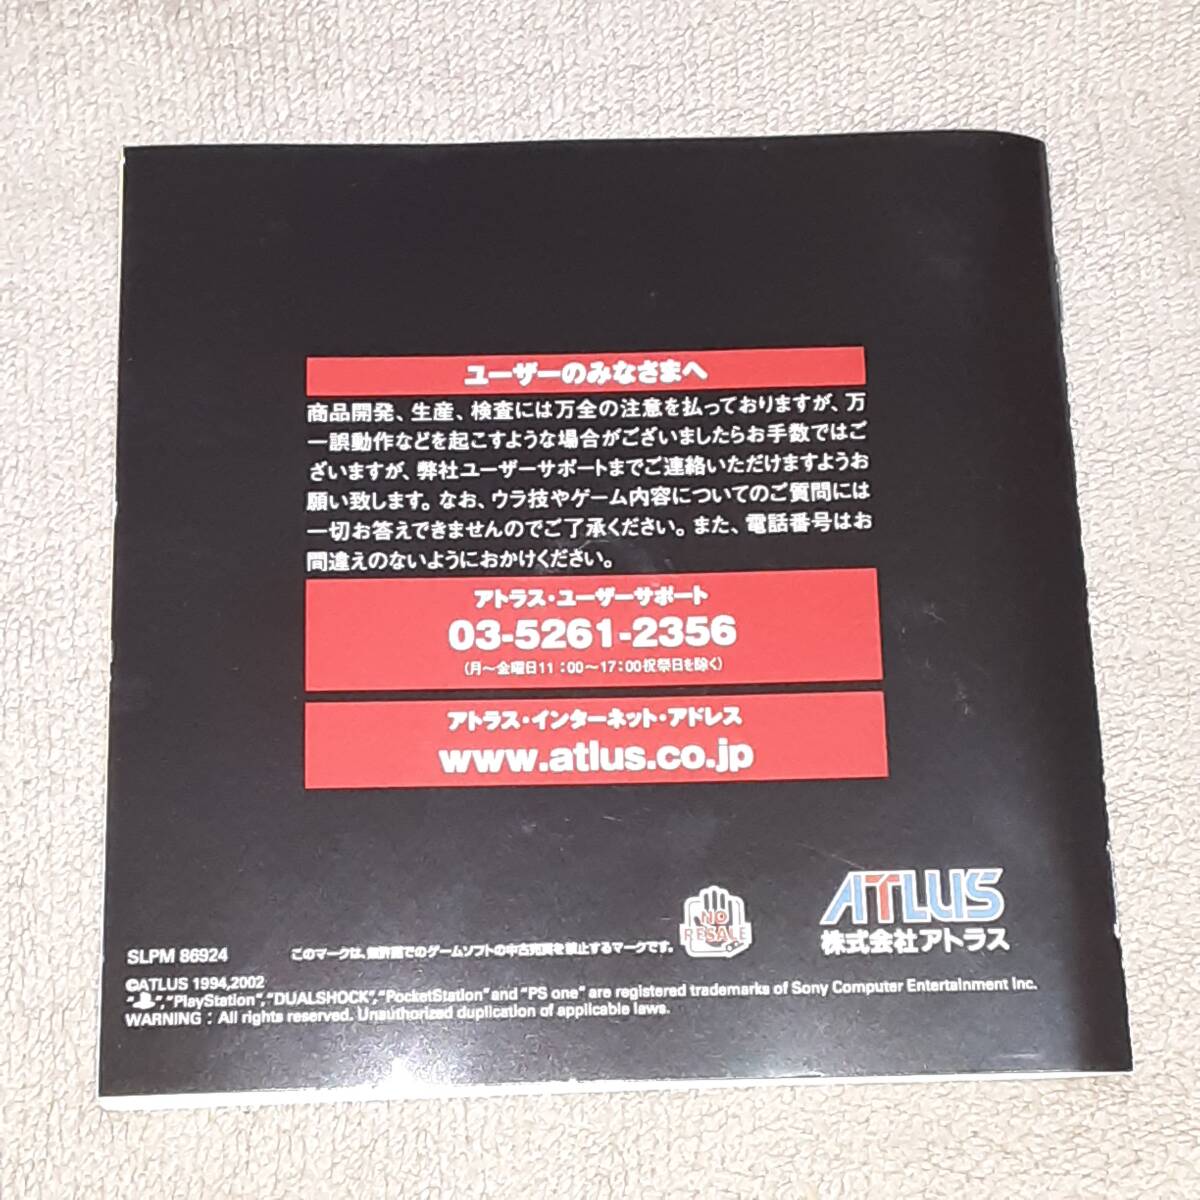 ユーザーのみなさまへ
商品開発、生産、検査には万全の注意を払っておりますが、万
一誤動作などを起こすような場合がございましたらお手数ではご
ざいますが、弊社ユーザーサポートまでご連絡いただけますようお
願い致します。なお、ウラ技やゲーム内容についてのご質問には
一切お答えできませんのでご了承ください。また、電話番号はお
間違えのないようにおかけください。
アトラス・ユーザーサポート
03-5261-2356
(月〜金曜日11:00〜17:00祝祭日を除く)
アトラス・インターネット・アドレス
www.atlus.co.jp
ATLUS
株式会社アトラス
NO
RESALE
SLPM 86924
このマークは、無許諾でのゲームソフトの中古売買を禁止するマークです。
©ATLUS 1994,2002
" ","PlayStation","DUALSHOCK","PocketStation" and "PS one" are registered trademarks of Sony Computer Entertainment Inc.
WARNING : All rights reserved. Unauthorized duplication of applicable laws.